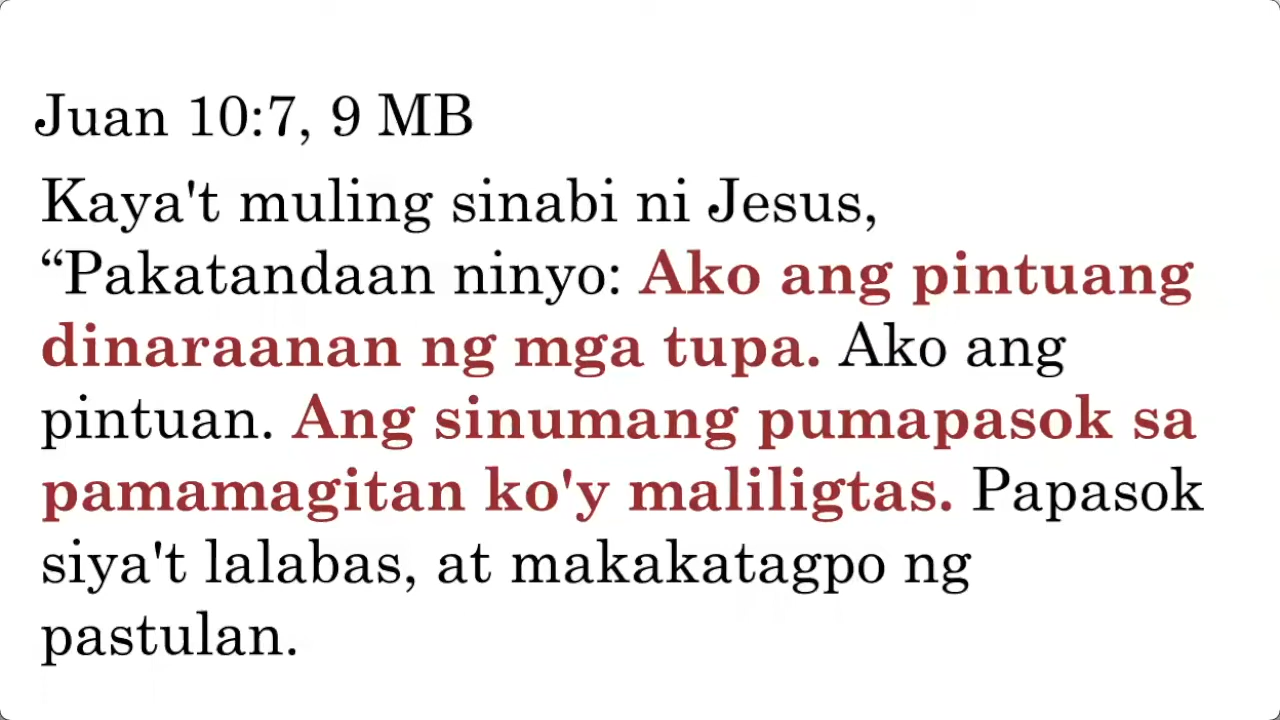 Juan 10:7, 9 MB
Kaya't muling sinabi ni Jesus,
“Pakatandaan ninyo: Ako ang pintuang
dinaraanan ng mga tupa. Ako ang
pintuan. Ang sinumang pumapasok sa
pamamagitan ko'y maliligtas. Papasok
siya't lalabas, at makakatagpo ng
pastulan.